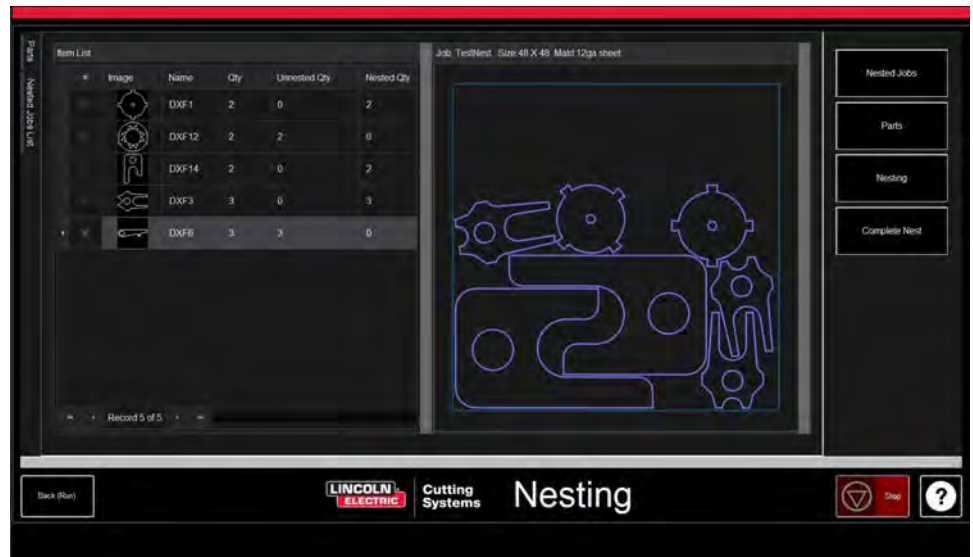 Parts
Nested Jobs List
Item List
Image Name Qty Unnested Qty Nested Qty
DXF1 2 0 2
DXF12 2 2 0
DXF14 2 0 2
DXF3 3 0 3
DXF6 3 3 0
Record 5 of 5
Job: TestNest Size:48 X 48 Matrl:12ga sheet
Nested Jobs
Parts
Nesting
Complete Nest
Back (Run)
LINCOLN
ELECTRIC
Cutting
Systems
Nesting
Stop
?